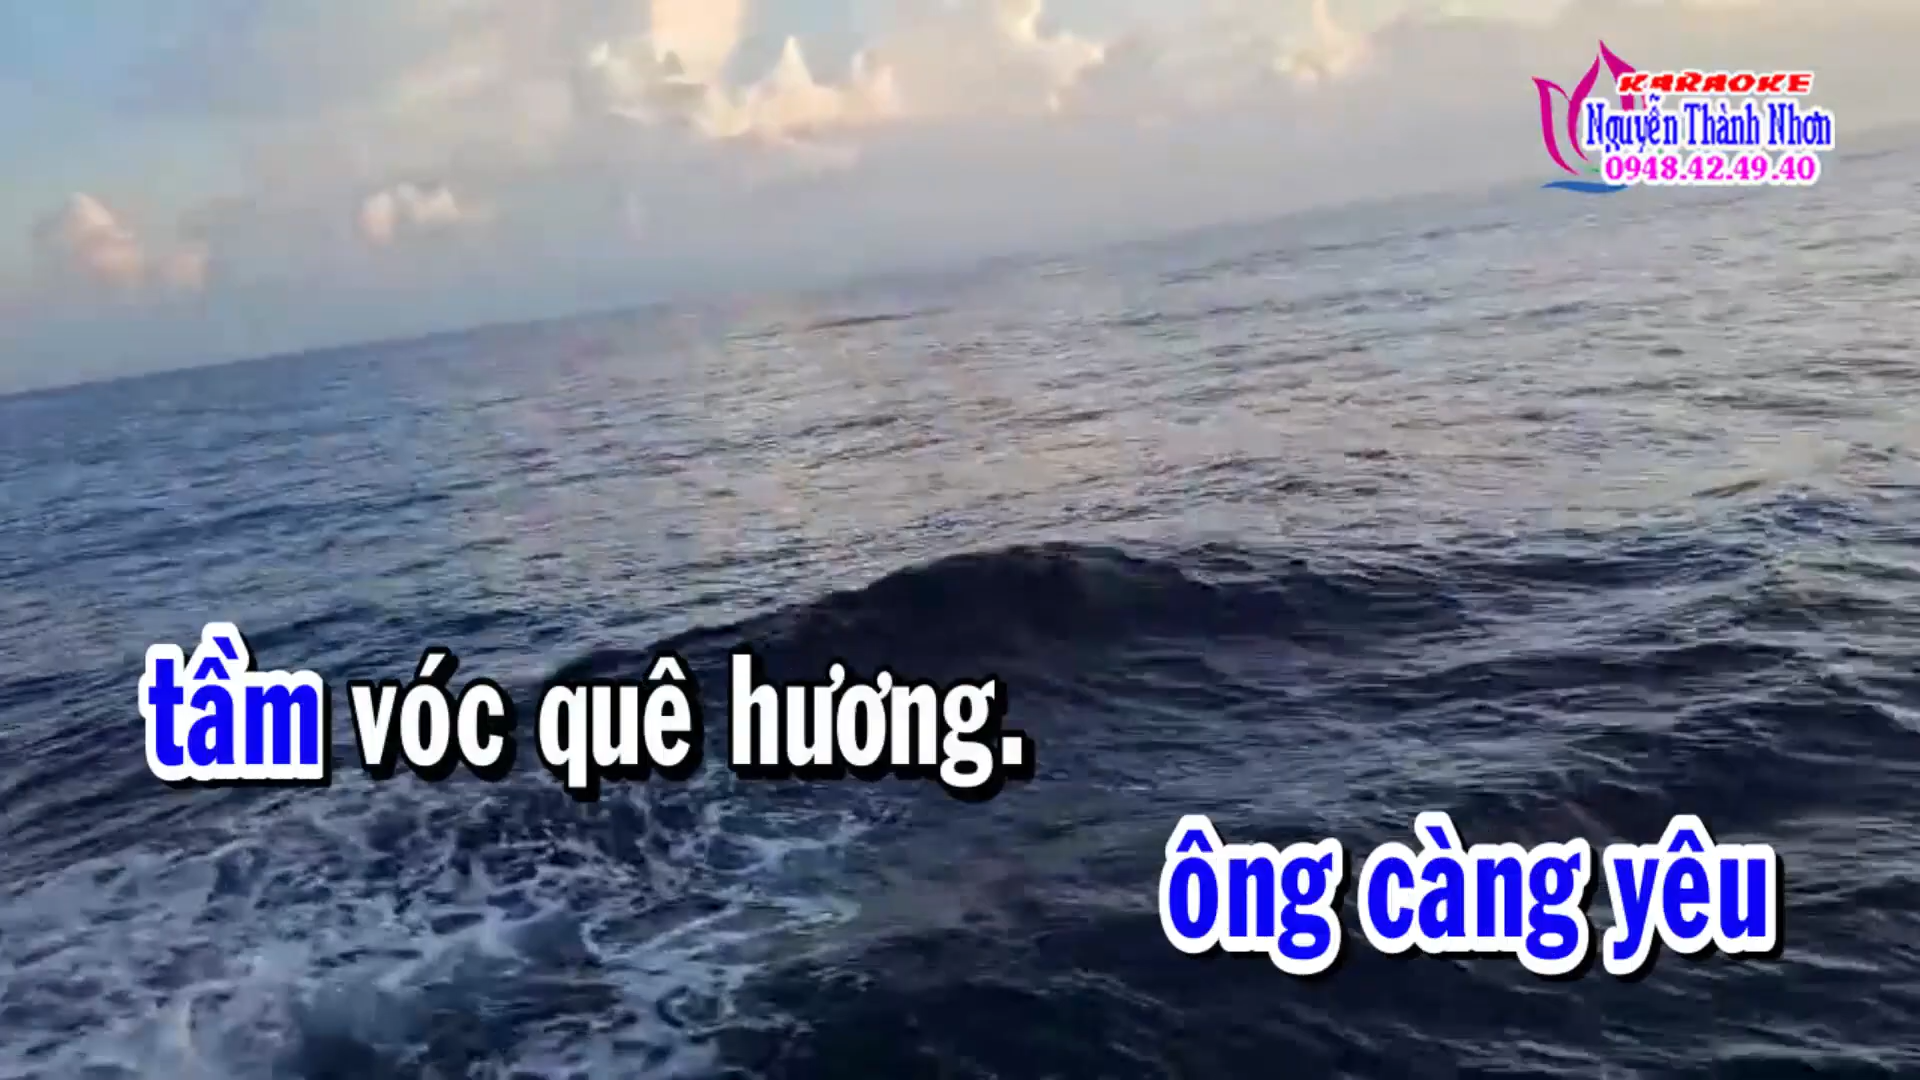 KARAOKE
Nguyễn Thành Nhơn
0948.42.49.40
tầm vóc quê hương.
ông càng yêu